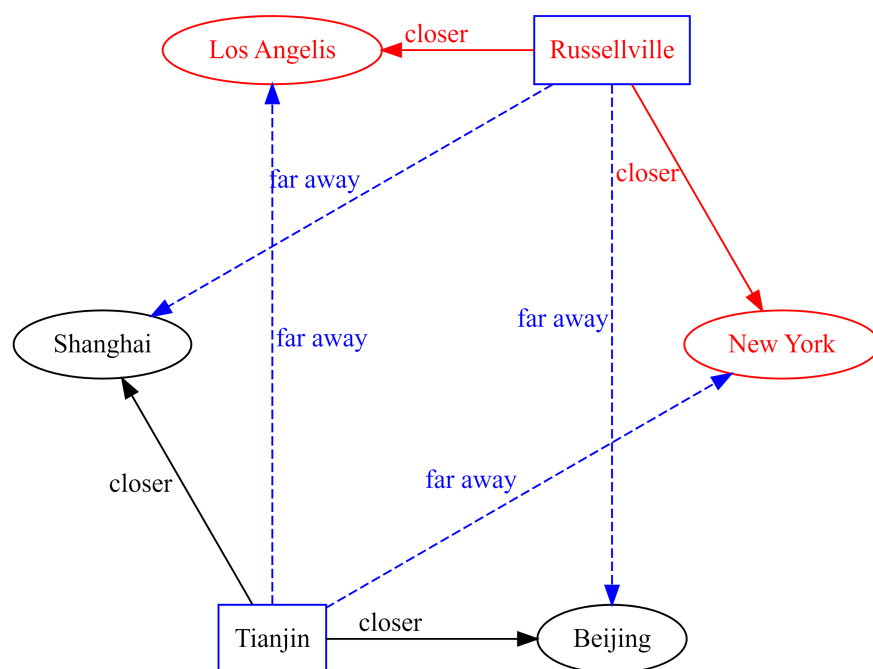 Los Angelis
closer
Russellville
far away
closer
far away
far away
Shanghai
New York
closer
far away
Tianjin
closer
Beijing